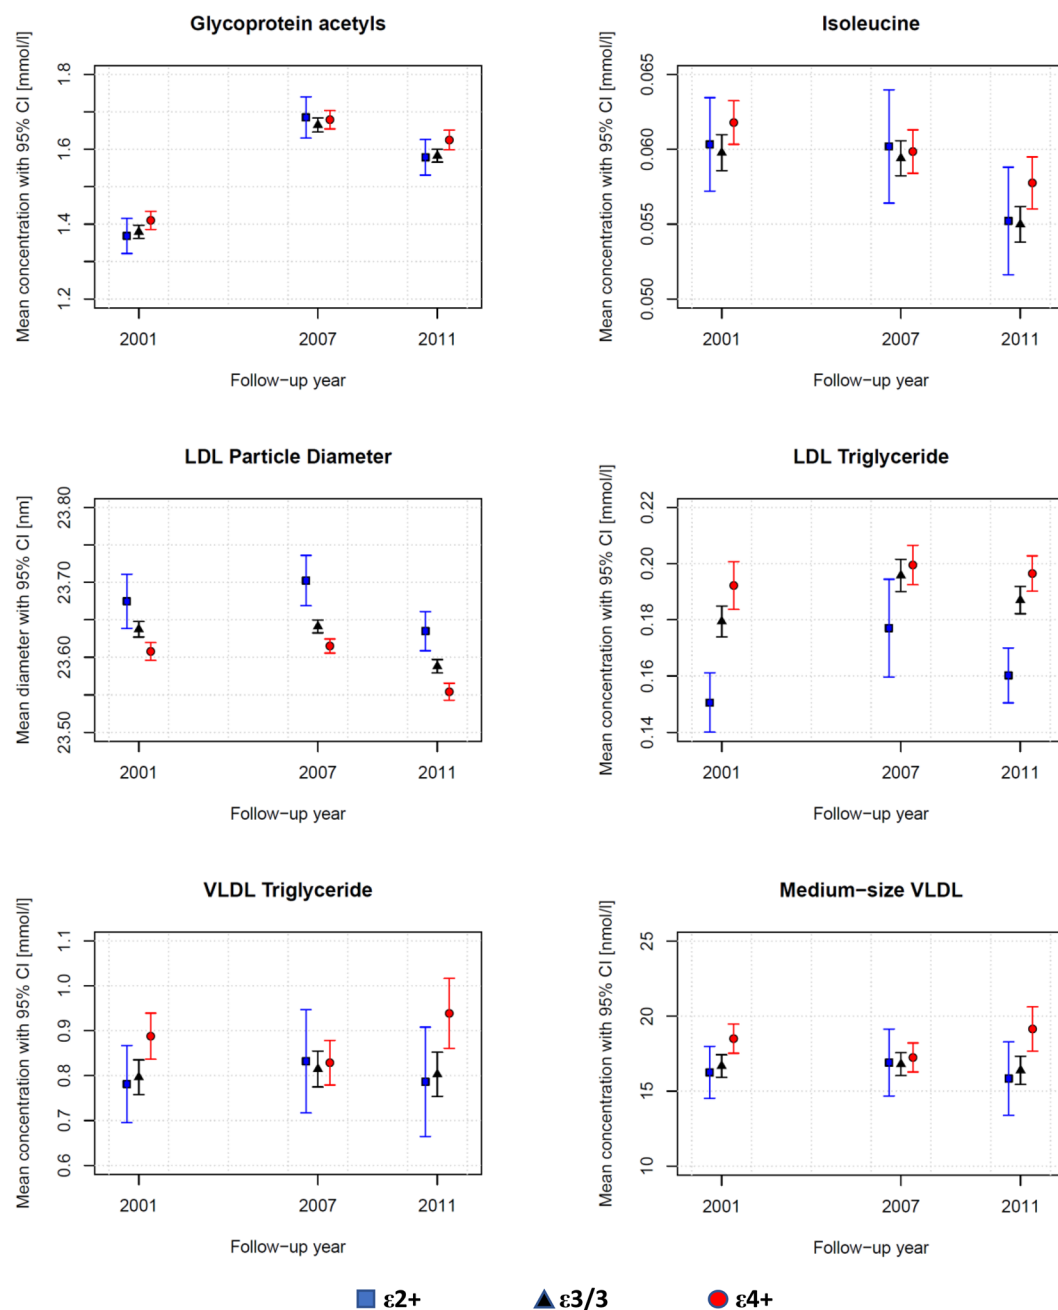 Glycoprotein acetyls
Mean concentration with 95% CI [mmol/l]
1.8
1.6
1.4
1.2
2001 2007 2011
Follow−up year
Isoleucine
Mean concentration with 95% CI [mmol/l]
0.065
0.060
0.055
0.050
2001 2007 2011
Follow−up year
LDL Particle Diameter
Mean diameter with 95% CI [nm]
23.80
23.70
23.60
23.50
2001 2007 2011
Follow−up year
LDL Triglyceride
Mean concentration with 95% CI [mmol/l]
0.22
0.20
0.18
0.16
0.14
2001 2007 2011
Follow−up year
VLDL Triglyceride
Mean concentration with 95% CI [mmol/l]
1.1
1.0
0.9
0.8
0.7
0.6
2001 2007 2011
Follow−up year
Medium−size VLDL
Mean concentration with 95% CI [nmol/l]
25
20
15
10
2001 2007 2011
Follow−up year
ε2+ ε3/3 ε4+